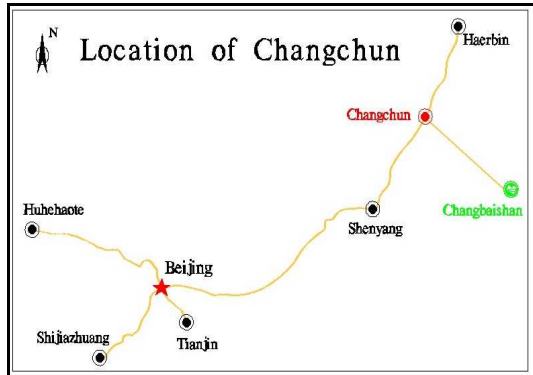 N
Location of Changchun
Haerbin
Changchun
Changbaishan
Huhehaote
Shenyang
Beijing
Tianjin
Shijiazhuang